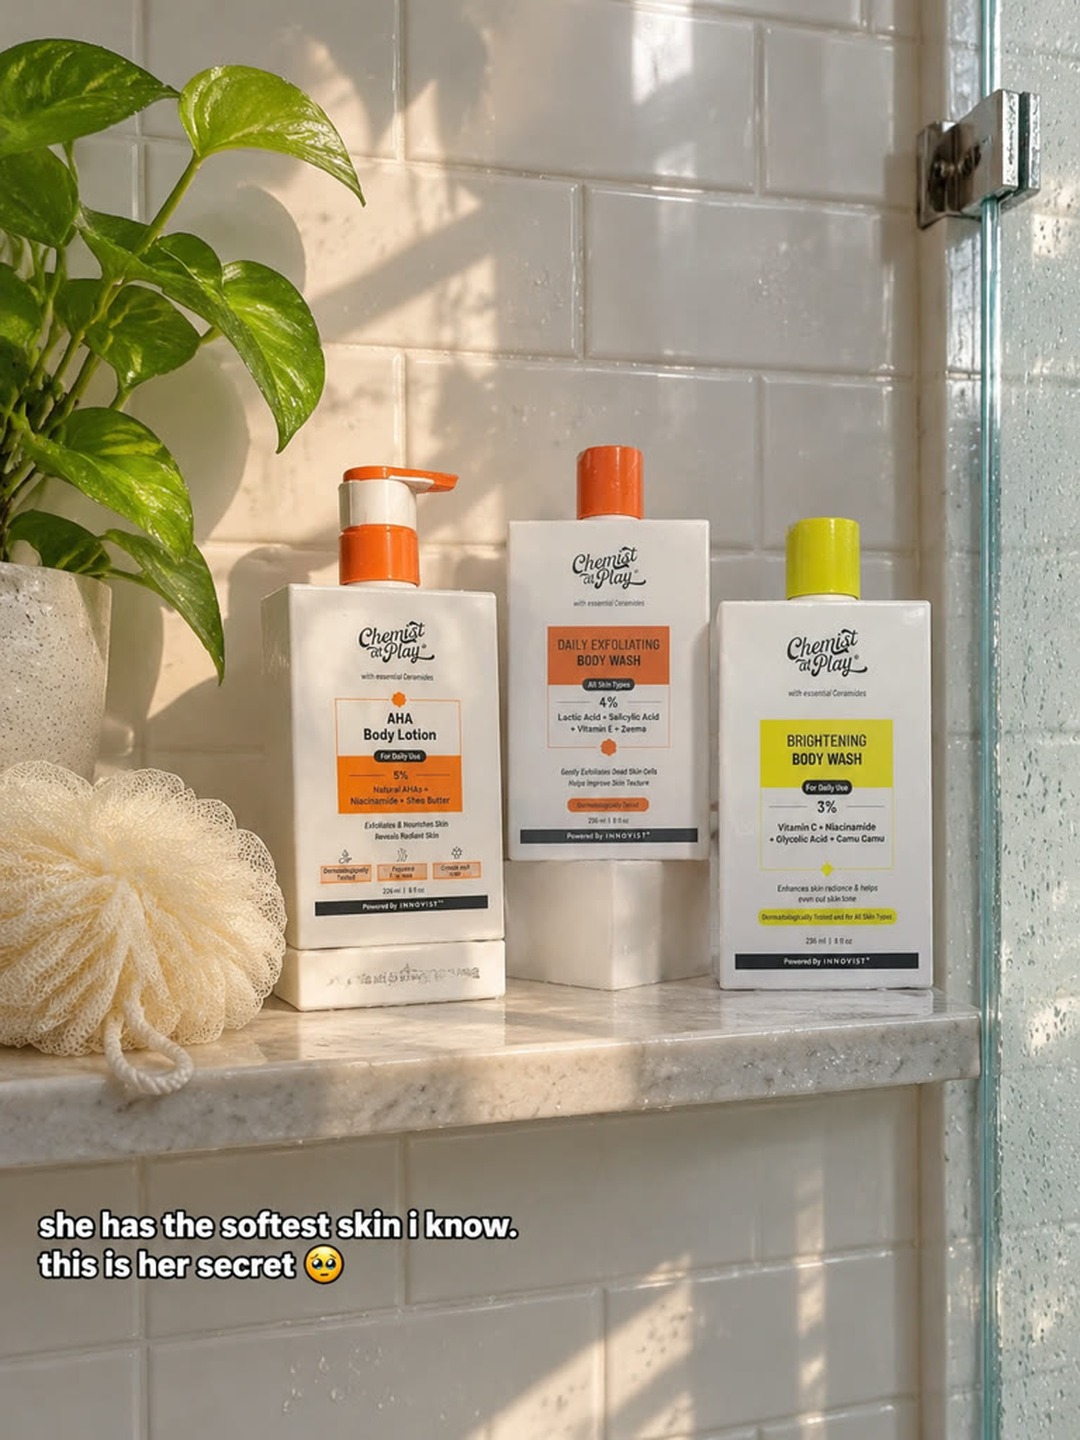 Chemist
at Play
with essential Ceramides
AHA
Body Lotion
For Daily Use
5%
Natural AHAs +
Niacinamide + Shea Butter
Exfoliates & Nourishes Skin
Reveals Radiant Skin
Dermatologically
Tested
226 ml | 8 fl oz
Powered by INNOVIST
Chemist
at Play
with essential Ceramides
DAILY EXFOLIATING
BODY WASH
All Skin Types
4%
Lactic Acid + Salicylic Acid
+ Vitamin E +
Gently Exfoliates Dead Skin Cells
Helps Improve Skin Texture
Dermatologically Tested
236 ml | 8 fl oz
Powered by INNOVIST
Chemist
at Play
with essential Ceramides
BRIGHTENING
BODY WASH
For Daily Use
3%
Vitamin C + Niacinamide
+ Glycolic Acid + Camu Camu
Enhances skin radiance & helps
even out skin tone
Dermatologically Tested and for All Skin Types
236 ml | 8 fl oz
Powered by INNOVIST
she has the softest skin i know.
this is her secret 🥹